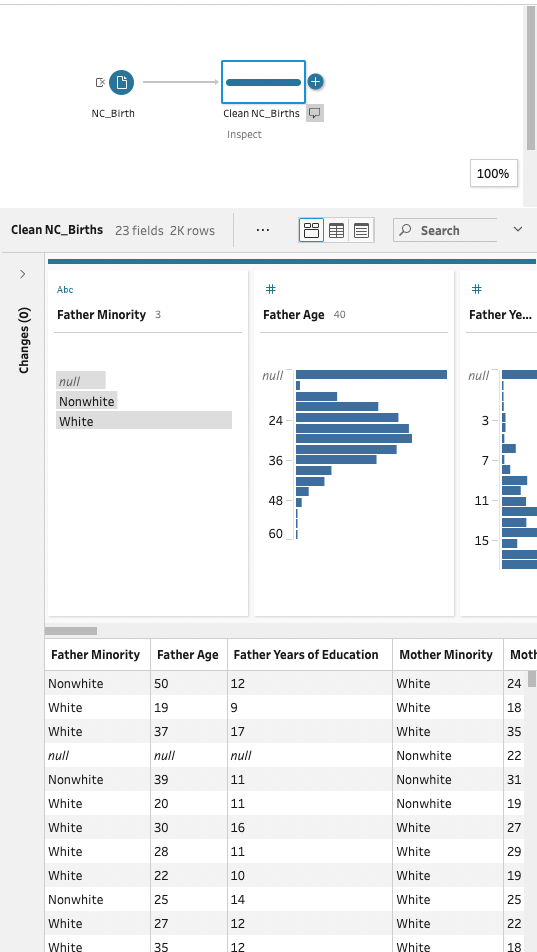 NC_Birth
Clean NC_Births
Inspect
100%
Clean NC_Births 23 fields 2K rows ... Search
Changes (0)
Abc
Father Minority 3
null
Nonwhite
White
#
Father Age 40
null
24
36
48
60
#
Father Ye...
null
3
7
11
15
Father Minority Father Age Father Years of Education Mother Minority Moth
Nonwhite 50 12 White 24
White 19 9 White 18
White 37 17 White 35
null null null Nonwhite 22
Nonwhite 39 11 Nonwhite 31
White 20 11 Nonwhite 19
White 30 16 White 27
White 28 11 White 29
White 22 10 White 19
Nonwhite 25 14 White 25
White 27 12 White 22
White 35 12 White 18